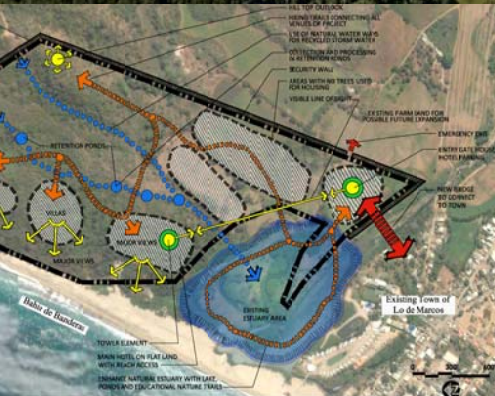 HILL TOP OUTLOOK
HIKING TRAILS CONNECTING ALL
VENUES OF PROJECT
USE OF NATURAL WATER WAYS
FOR RECYCLED STORM WATER
COLLECTION AND PROCESSING
IN RETENTION PONDS
SECURITY WALL
AREAS WITH NO TREES USED
FOR HOUSING
VISIBLE LINE OF SIGHT
EXISTING FARM LAND FOR
POSSIBLE FUTURE EXPANSION
EMERGENCY EXIT
ENTRY GATE HOUSE
HOTEL PARKING
NEW BRIDGE
TO CONNECT
TO TOWN
RETENTION PONDS
VILLAS
MAJOR VIEWS
MAJOR VIEWS
EXISTING
ESTUARY AREA
Existing Town of
Lo de Marcos
Bahia de Banderas
TOWER ELEMENT
MAIN HOTEL ON FLAT LAND
WITH BEACH ACCESS
ENHANCE NATURAL ESTUARY WITH LAKE,
PONDS AND EDUCATIONAL NATURE TRAILS
0 300 600